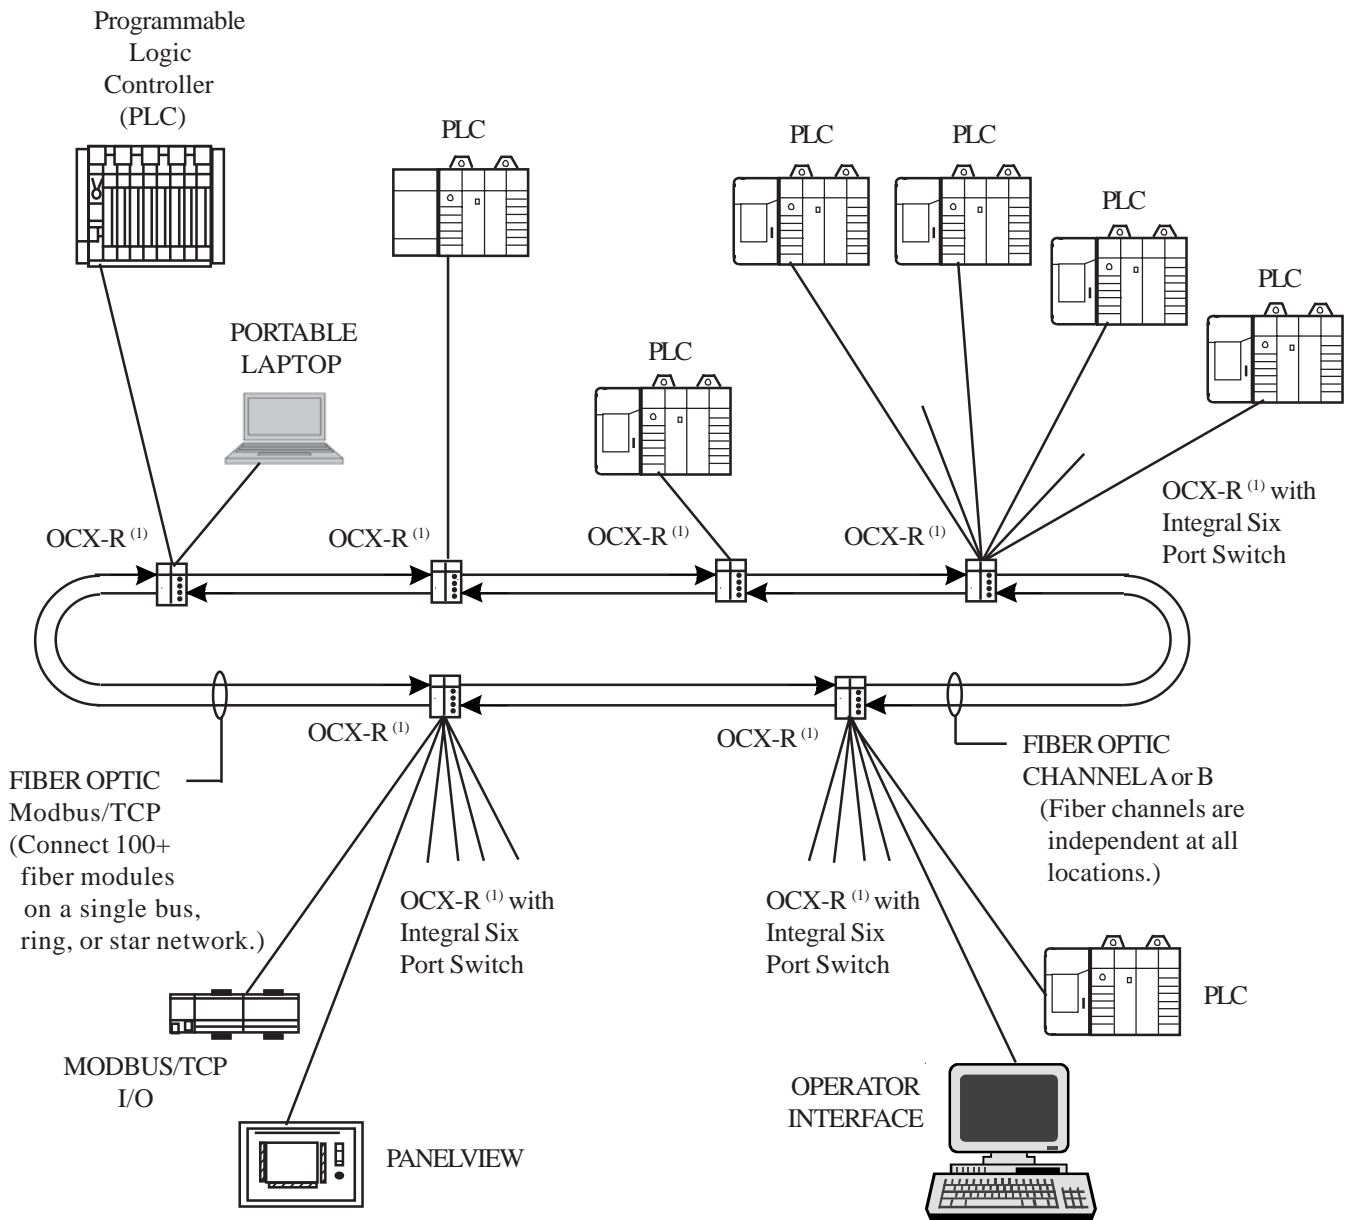 Programmable
Logic
Controller
(PLC)
PLC
PLC
PLC
PLC
PLC
PORTABLE
LAPTOP
PLC
OCX-R (1)
OCX-R (1)
OCX-R (1)
OCX-R (1)
OCX-R (1) with
Integral Six
Port Switch
OCX-R (1)
OCX-R (1)
FIBER OPTIC
Modbus/TCP
(Connect 100+
fiber modules
on a single bus,
ring, or star network.)
FIBER OPTIC
CHANNEL A or B
(Fiber channels are
independent at all
locations.)
OCX-R (1) with
Integral Six
Port Switch
OCX-R (1) with
Integral Six
Port Switch
PLC
MODBUS/TCP
I/O
OPERATOR
INTERFACE
PANELVIEW